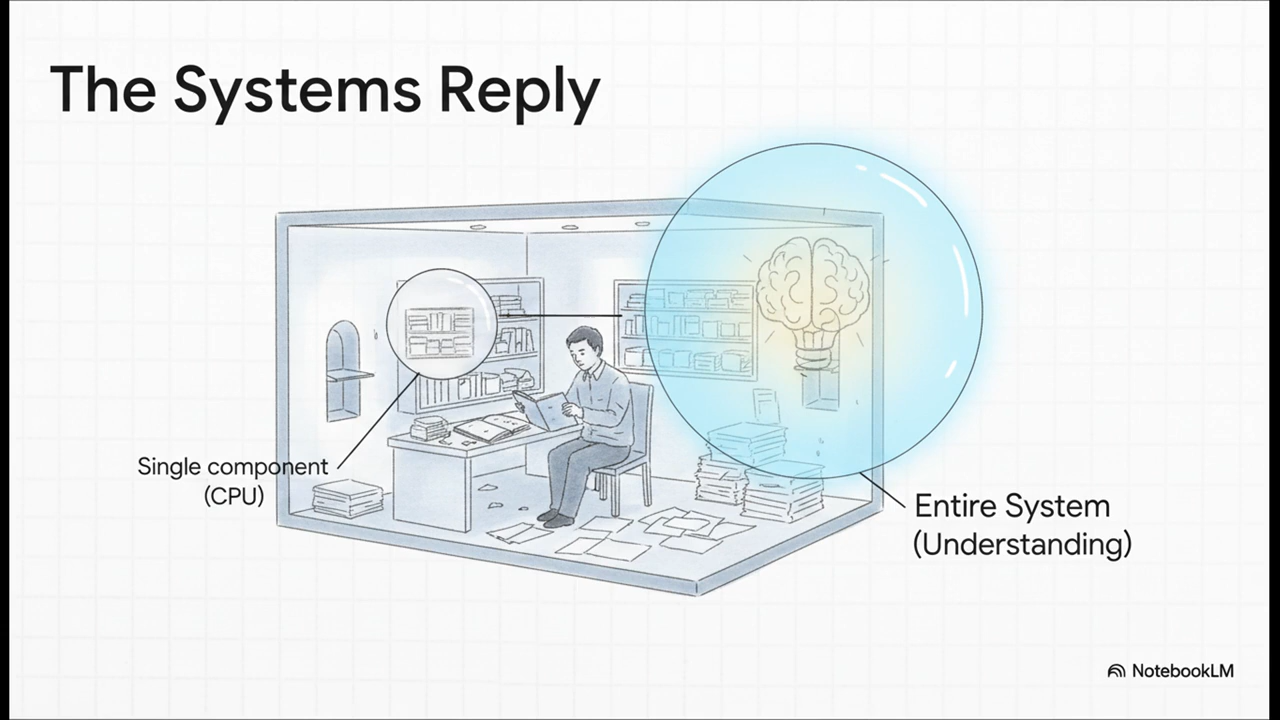 The Systems Reply
Single component
(CPU)
Entire System
(Understanding)
NotebookLM